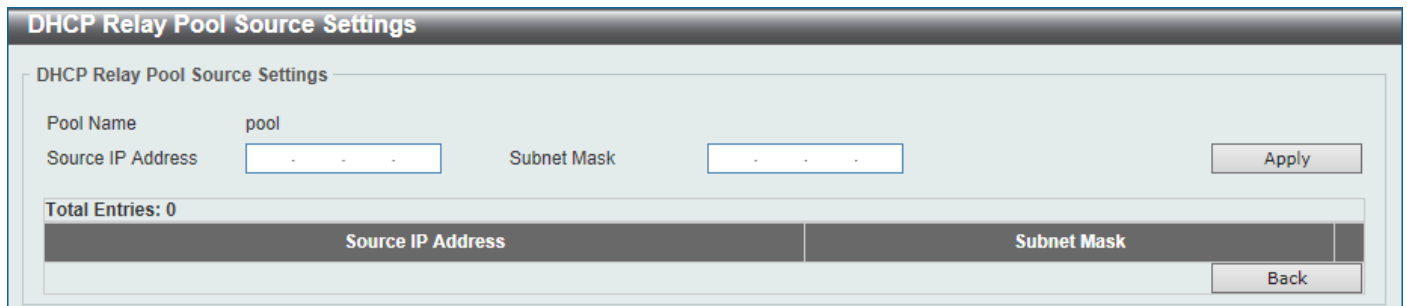 DHCP Relay Pool Source Settings
DHCP Relay Pool Source Settings
Pool Name pool
Source IP Address . . . Subnet Mask . . . Apply
Total Entries: 0
Source IP Address Subnet Mask
Back